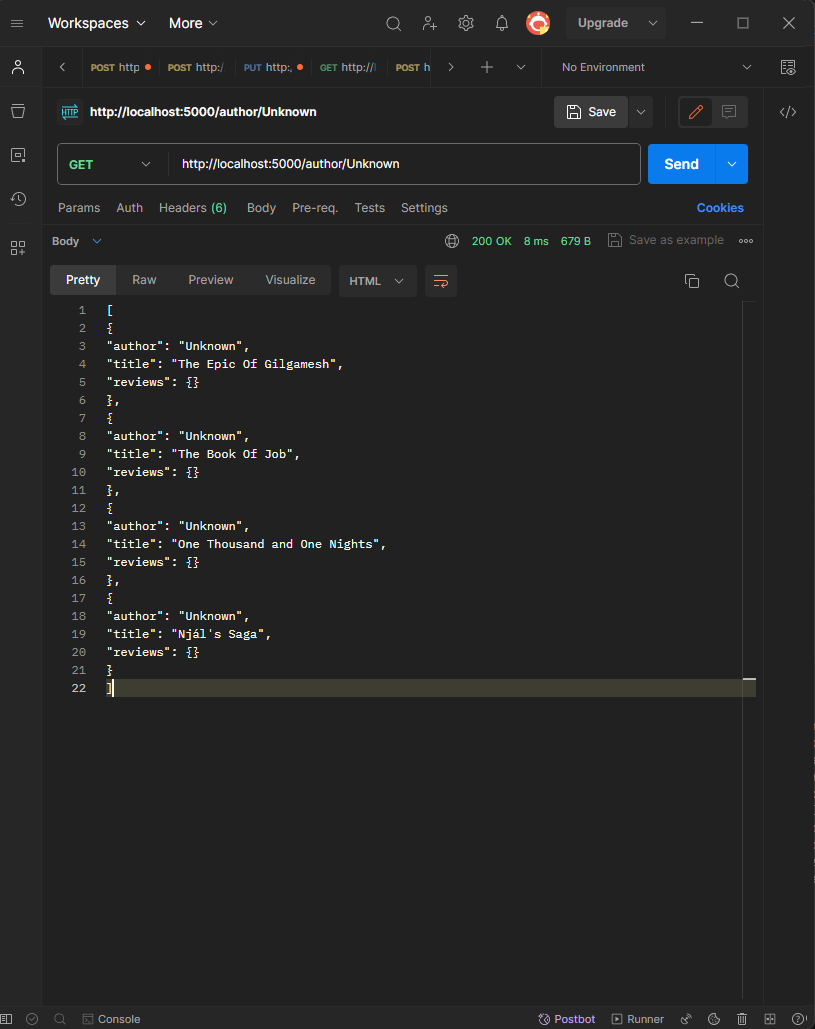 Workspaces More Upgrade
POST http POST http:/ PUT http:, GET http:// POST h No Environment
HTTP http://localhost:5000/author/Unknown Save
GET http://localhost:5000/author/Unknown Send
Params Auth Headers (6) Body Pre-req. Tests Settings Cookies
Body 200 OK 8 ms 679 B Save as example
Pretty Raw Preview Visualize HTML
1 [
2 {
3 "author": "Unknown",
4 "title": "The Epic Of Gilgamesh",
5 "reviews": {}
6 },
7 {
8 "author": "Unknown",
9 "title": "The Book Of Job",
10 "reviews": {}
11 },
12 {
13 "author": "Unknown",
14 "title": "One Thousand and One Nights",
15 "reviews": {}
16 },
17 {
18 "author": "Unknown",
19 "title": "Njál's Saga",
20 "reviews": {}
21 }
22 ]
Console Postbot Runner